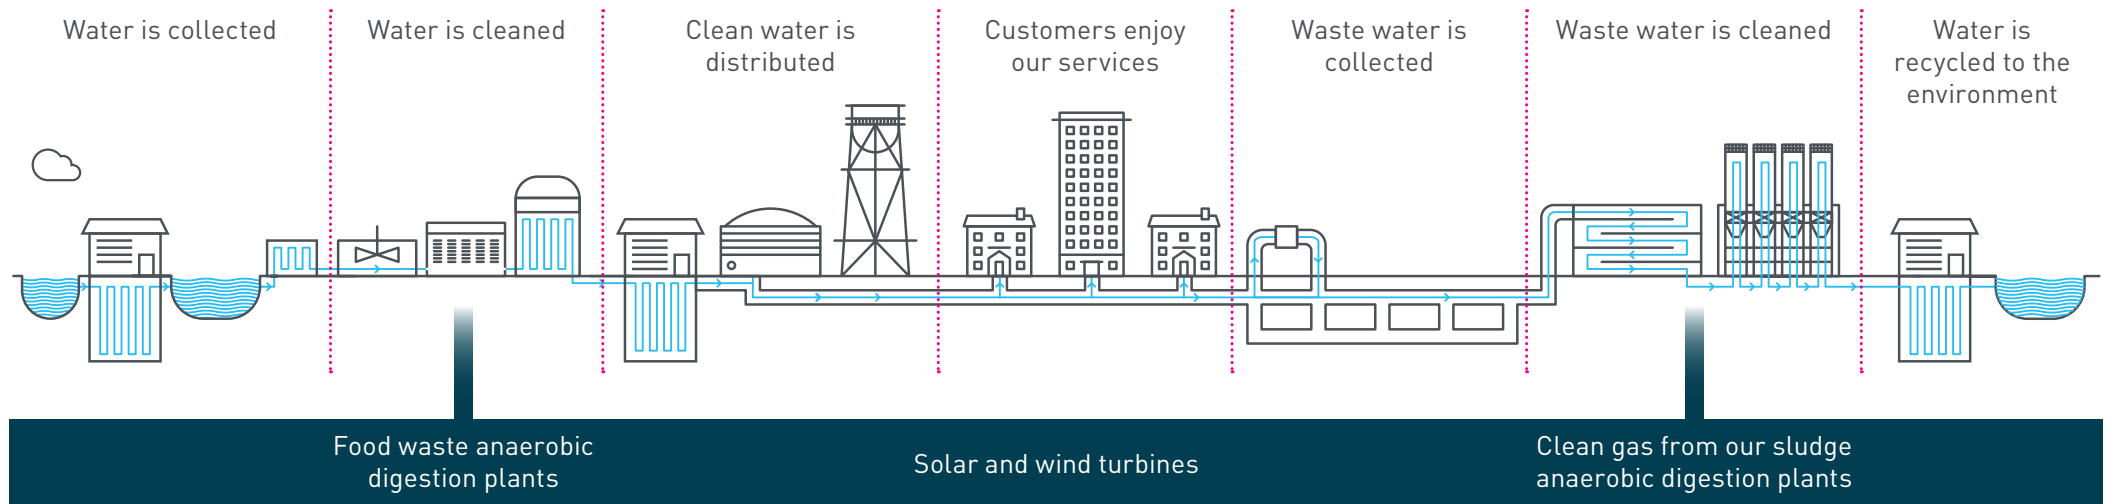 Water is collected
Water is cleaned
Clean water is
distributed
Customers enjoy
our services
Waste water is
collected
Waste water is cleaned
Water is
recycled to the
environment
Food waste anaerobic
digestion plants
Solar and wind turbines
Clean gas from our sludge
anaerobic digestion plants